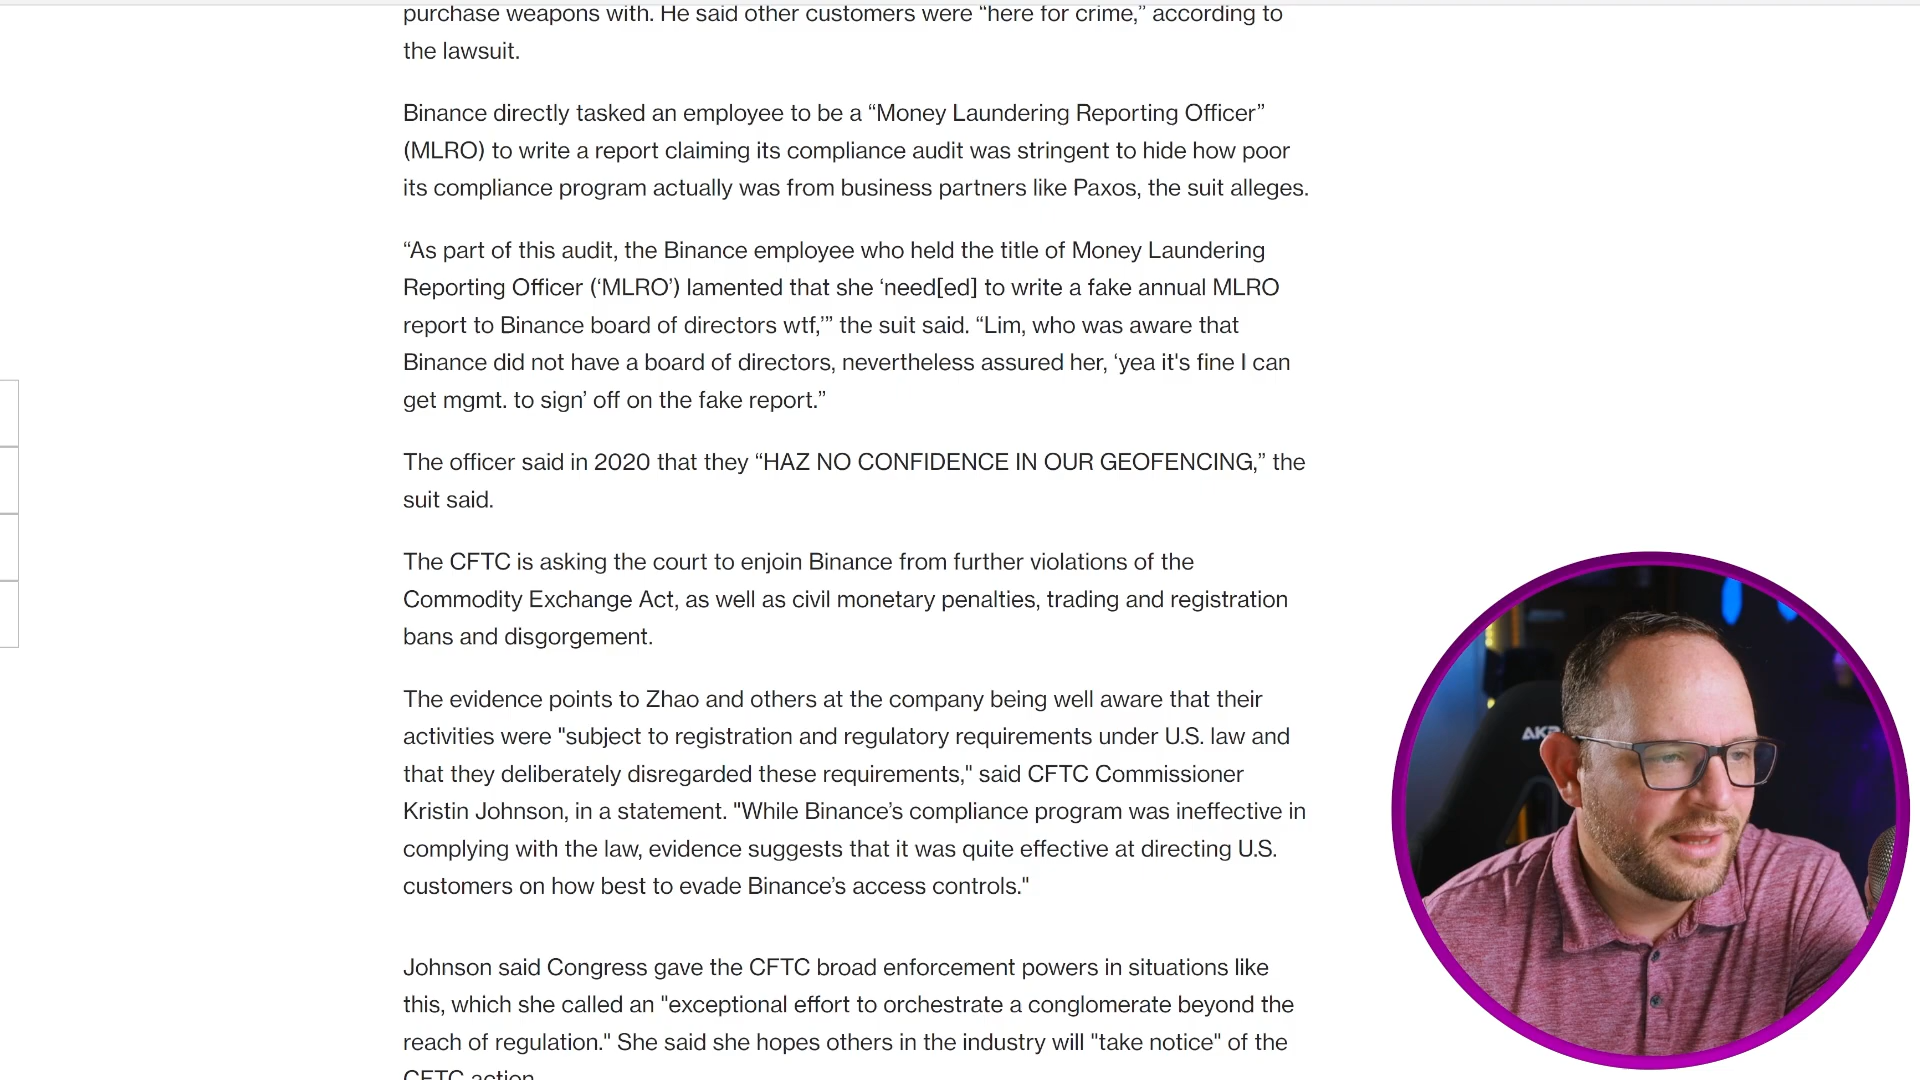 purchase weapons with. He said other customers were “here for crime,” according to
the lawsuit.
Binance directly tasked an employee to be a “Money Laundering Reporting Officer”
(MLRO) to write a report claiming its compliance audit was stringent to hide how poor
its compliance program actually was from business partners like Paxos, the suit alleges.
“As part of this audit, the Binance employee who held the title of Money Laundering
Reporting Officer (‘MLRO’) lamented that she ‘need[ed] to write a fake annual MLRO
report to Binance board of directors wtf,’” the suit said. “Lim, who was aware that
Binance did not have a board of directors, nevertheless assured her, ‘yea it's fine I can
get mgmt. to sign’ off on the fake report.”
The officer said in 2020 that they “HAZ NO CONFIDENCE IN OUR GEOFENCING,” the
suit said.
The CFTC is asking the court to enjoin Binance from further violations of the
Commodity Exchange Act, as well as civil monetary penalties, trading and registration
bans and disgorgement.
The evidence points to Zhao and others at the company being well aware that their
activities were "subject to registration and regulatory requirements under U.S. law and
that they deliberately disregarded these requirements," said CFTC Commissioner
Kristin Johnson, in a statement. "While Binance’s compliance program was ineffective in
complying with the law, evidence suggests that it was quite effective at directing U.S.
customers on how best to evade Binance’s access controls."
Johnson said Congress gave the CFTC broad enforcement powers in situations like
this, which she called an "exceptional effort to orchestrate a conglomerate beyond the
reach of regulation." She said she hopes others in the industry will "take notice" of the
CFTC action.